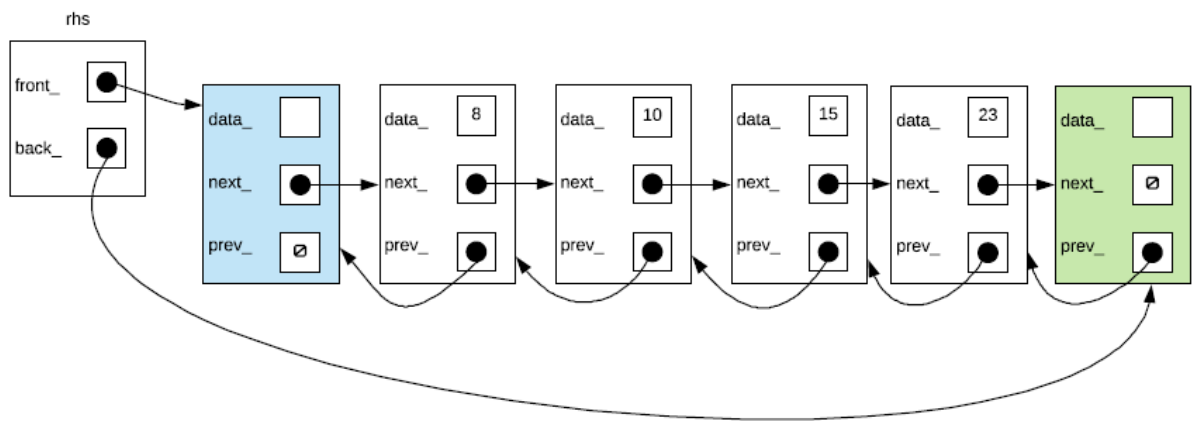 rhs
front_
back_
data_
next_
prev_ ∅
data_ 8
next_
prev_
data_ 10
next_
prev_
data_ 15
next_
prev_
data_ 23
next_
prev_
data_
next_ ∅
prev_